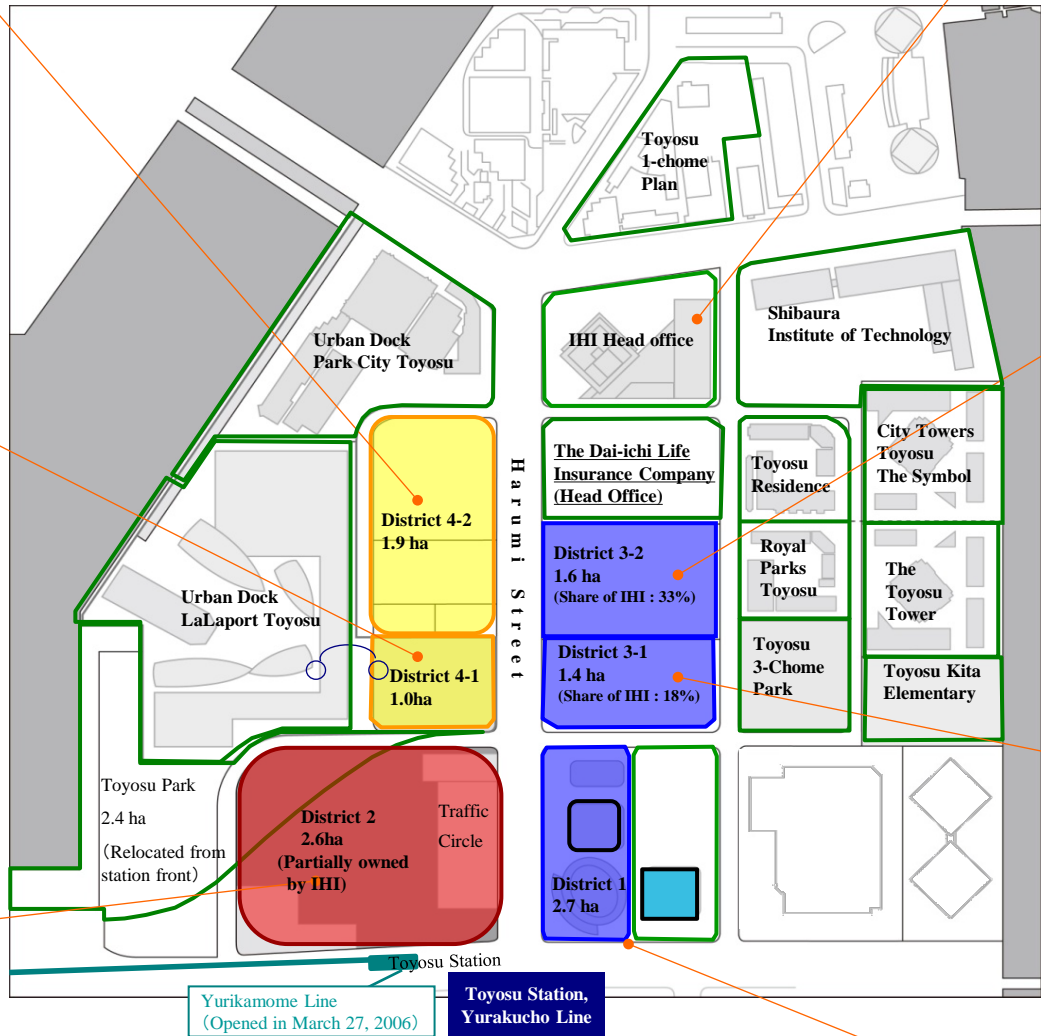 Toyosu
1-chome
Plan
Urban Dock
Park City Toyosu
IHI Head office
Shibaura
Institute of Technology
Harumi Street
The Dai-ichi Life
Insurance Company
(Head Office)
Toyosu
Residence
City Towers
Toyosu
The Symbol
District 4-2
1.9 ha
District 3-2
1.6 ha
(Share of IHI : 33%)
Royal
Parks
Toyosu
The
Toyosu
Tower
Urban Dock
LaLaport Toyosu
District 4-1
1.0ha
District 3-1
1.4 ha
(Share of IHI : 18%)
Toyosu
3-Chome
Park
Toyosu Kita
Elementary
Toyosu Park
2.4 ha
（Relocated from
station front）
District 2
2.6ha
(Partially owned
by IHI)
Traffic
Circle
District 1
2.7 ha
Toyosu Station
Yurikamome Line
（Opened in March 27, 2006）
Toyosu Station,
Yurakucho Line